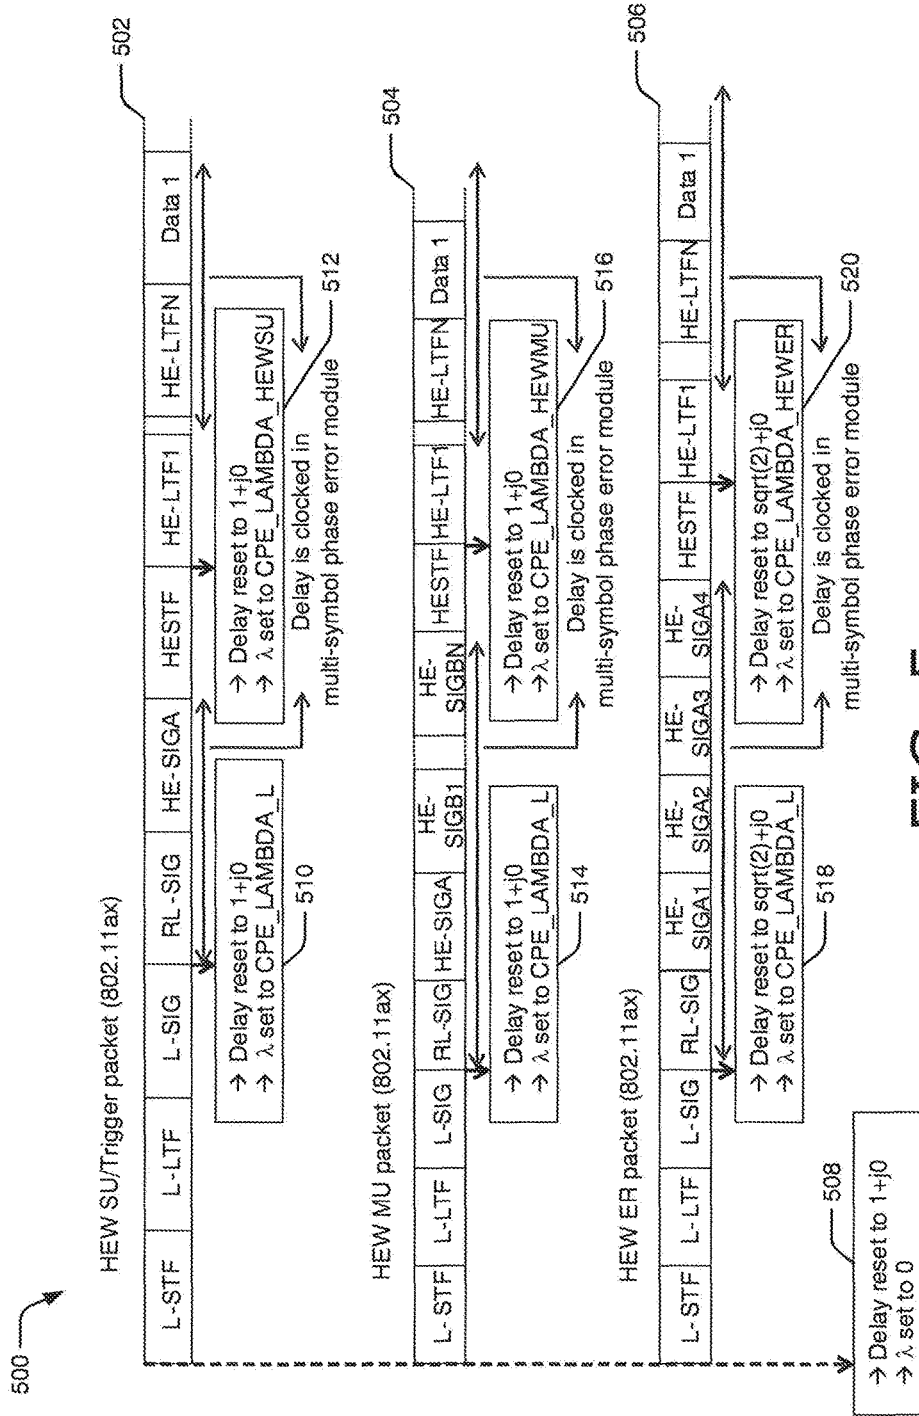 500
HEW SU/Trigger packet (802.11ax)
502
L-STF L-LTF L-SIG RL-SIG HE-SIGA HESTF HE-LTF1 HE-LTFN Data 1
→ Delay reset to 1+j0
→ λ set to CPE_LAMBDA_L
510
→ Delay reset to 1+j0
→ λ set to CPE_LAMBDA_HEWSU
512
Delay is clocked in
multi-symbol phase error module
HEW MU packet (802.11ax)
504
L-STF L-LTF L-SIG RL-SIG HE-SIGA HE-SIGB1 HE-SIGBN HESTF HE-LTF1 HE-LTFN Data 1
→ Delay reset to 1+j0
→ λ set to CPE_LAMBDA_L
514
→ Delay reset to 1+j0
→ λ set to CPE_LAMBDA_HEWMU
516
Delay is clocked in
multi-symbol phase error module
HEW ER packet (802.11ax)
506
L-STF L-LTF L-SIG RL-SIG HE-SIGA1 HE-SIGA2 HE-SIGA3 HE-SIGA4 HESTF HE-LTF1 HE-LTFN Data 1
→ Delay reset to sqrt(2)+j0
→ λ set to CPE_LAMBDA_L
518
→ Delay reset to sqrt(2)+j0
→ λ set to CPE_LAMBDA_HEWER
520
Delay is clocked in
multi-symbol phase error module
508
→ Delay reset to 1+j0
→ λ set to 0